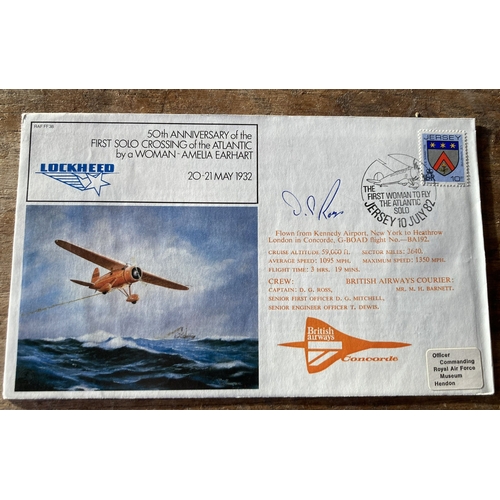 RAF FF 28
50th ANNIVERSARY of the
FIRST SOLO CROSSING of the ATLANTIC
by a WOMAN - AMELIA EARHART
20-21 MAY 1932
LOCKHEED
JERSEY
10p
THE
FIRST WOMAN TO FLY
THE ATLANTIC
SOLO
JERSEY 10 JULY 82
D. G. Ross
Flown from Kennedy Airport, New York to Heathrow
London in Concorde, G-BOAD flight No.—BA192.
CRUISE ALTITUDE: 59,000 ft. SECTOR MILES: 2640.
AVERAGE SPEED: 1095 MPH. MAXIMUM SPEED: 1350 MPH.
FLIGHT TIME: 3 HRS. 19 MINS.
CREW: BRITISH AIRWAYS COURIER:
CAPTAIN: D. G. ROSS, MR. H. H. BARNETT.
SENIOR FIRST OFFICER D. G. MITCHELL.
SENIOR ENGINEER OFFICER T. DEWIS.
British
airways
Concorde
Officer
Commanding
Royal Air Force
Museum
Hendon